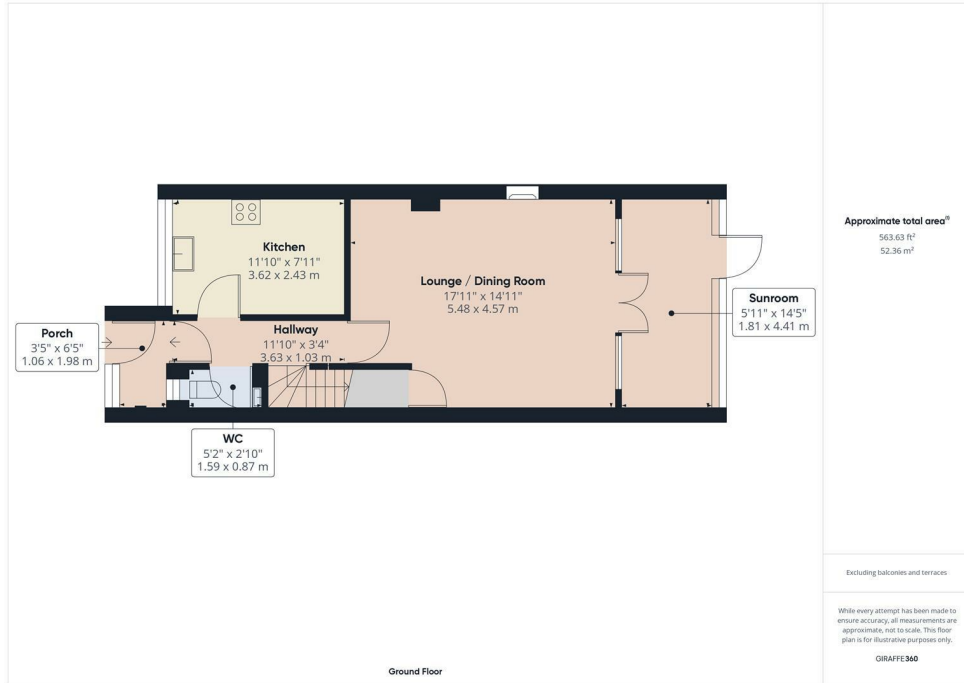 Kitchen
11'10" x 7'11"
3.62 x 2.43 m
Lounge / Dining Room
17'11" x 14'11"
5.48 x 4.57 m
Sunroom
5'11" x 14'5"
1.81 x 4.41 m
Porch
3'5" x 6'5"
1.06 x 1.98 m
Hallway
11'10" x 3'4"
3.63 x 1.03 m
WC
5'2" x 2'10"
1.59 x 0.87 m
Ground Floor
Approximate total area⁽¹⁾
563.63 ft²
52.36 m²
Excluding balconies and terraces
While every attempt has been made to
ensure accuracy, all measurements are
approximate, not to scale. This floor
plan is for illustrative purposes only.
GIRAFFE360